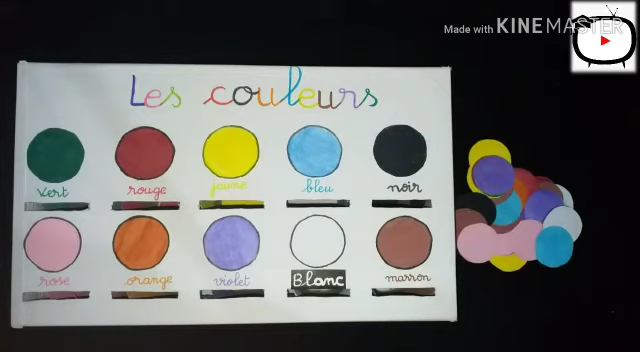 Made with KINEMASTER
Les couleurs
vert rouge jaune bleu noir
rose orange violet Blanc marron